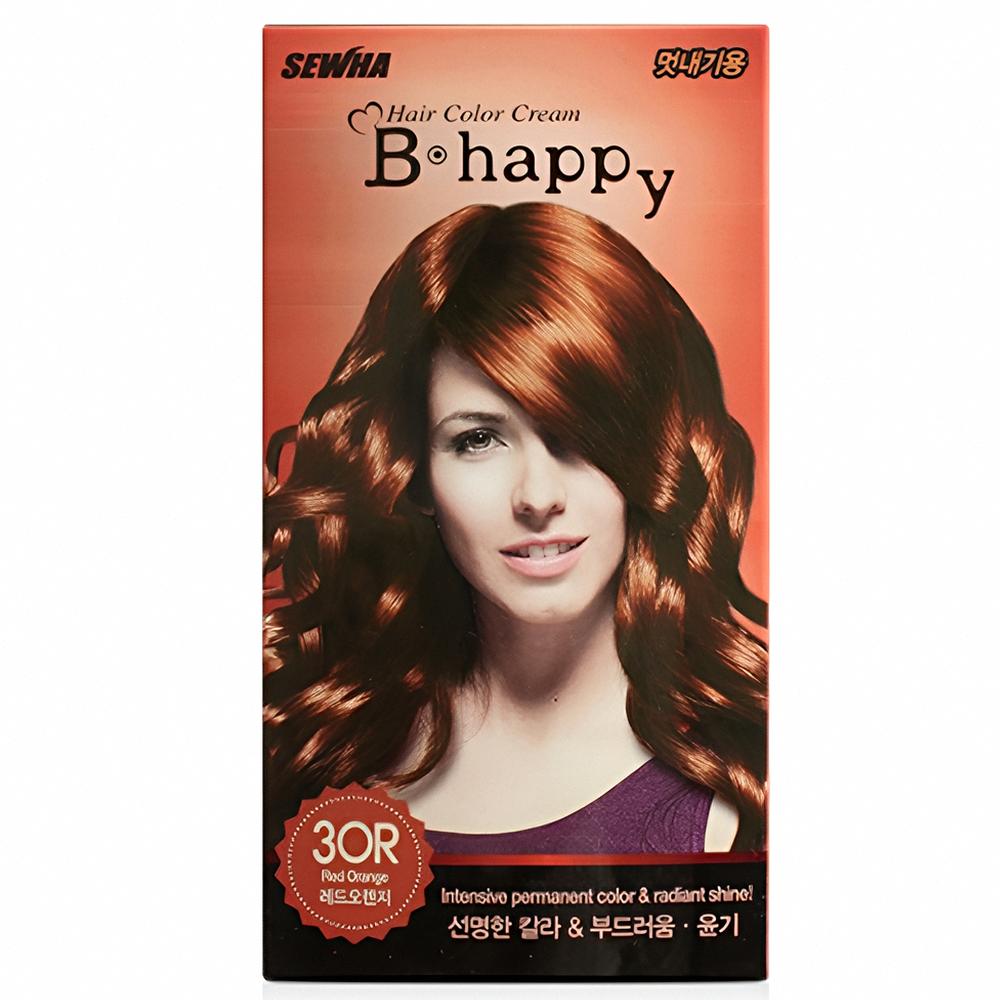 SEWHA
멋내기용
Hair Color Cream
B·happy
3OR
Red Orange
레드오렌지
Intensive permanent color & radiant shine!
선명한 칼라 & 부드러움 · 윤기